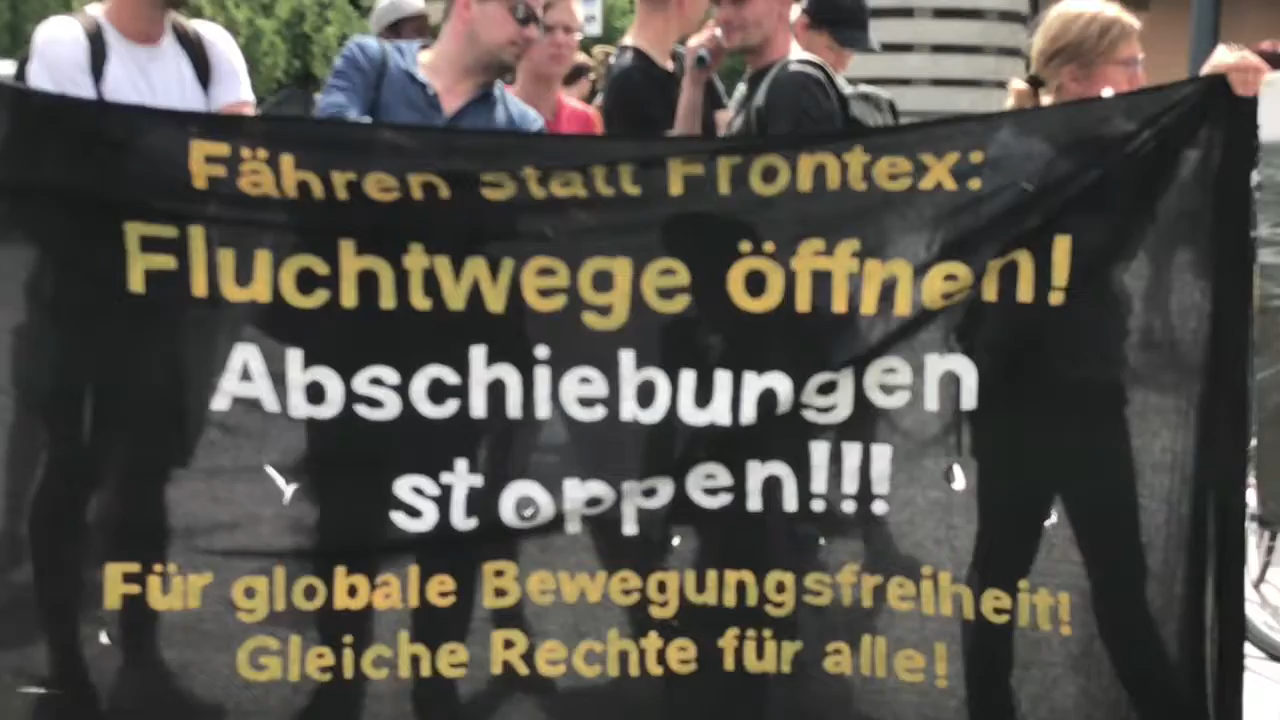 Fähren statt Frontex:
Fluchtwege öffnen!
Abschiebungen
stoppen!!!
Für globale Bewegungsfreiheit!
Gleiche Rechte für alle!